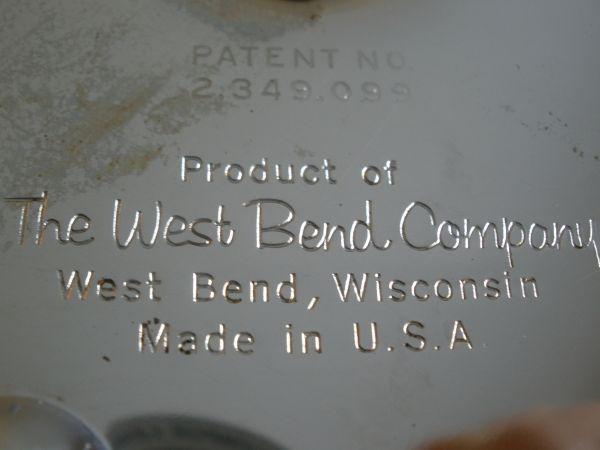 PATENT NO.
2.349.099
Product of
The West Bend Company
West Bend, Wisconsin
Made in U.S.A.